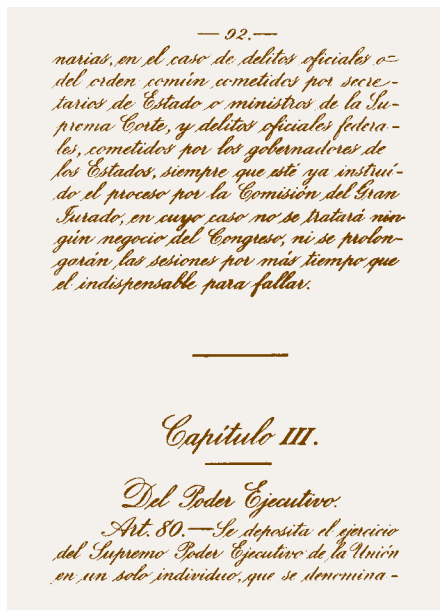 — 92. —
narias, en el caso de delitos oficiales o=
del orden común cometidos por secre-
tarios de Estado o ministros de la Su-
prema Corte, y delitos oficiales federa-
les, cometidos por los gobernadores de
los Estados, siempre que esté ya instruí-
do el proceso por la Comisión del Gran
Jurado, en cuyo caso no se tratará nin-
gún negocio del Congreso, ni se prolon-
garán las sesiones por más tiempo que
el indispensable para fallar.
Capítulo III.
Del Poder Ejecutivo.
Art. 80. — Se deposita el ejercicio
del Supremo Poder Ejecutivo de la Unión
en un solo individuo, que se denomina-